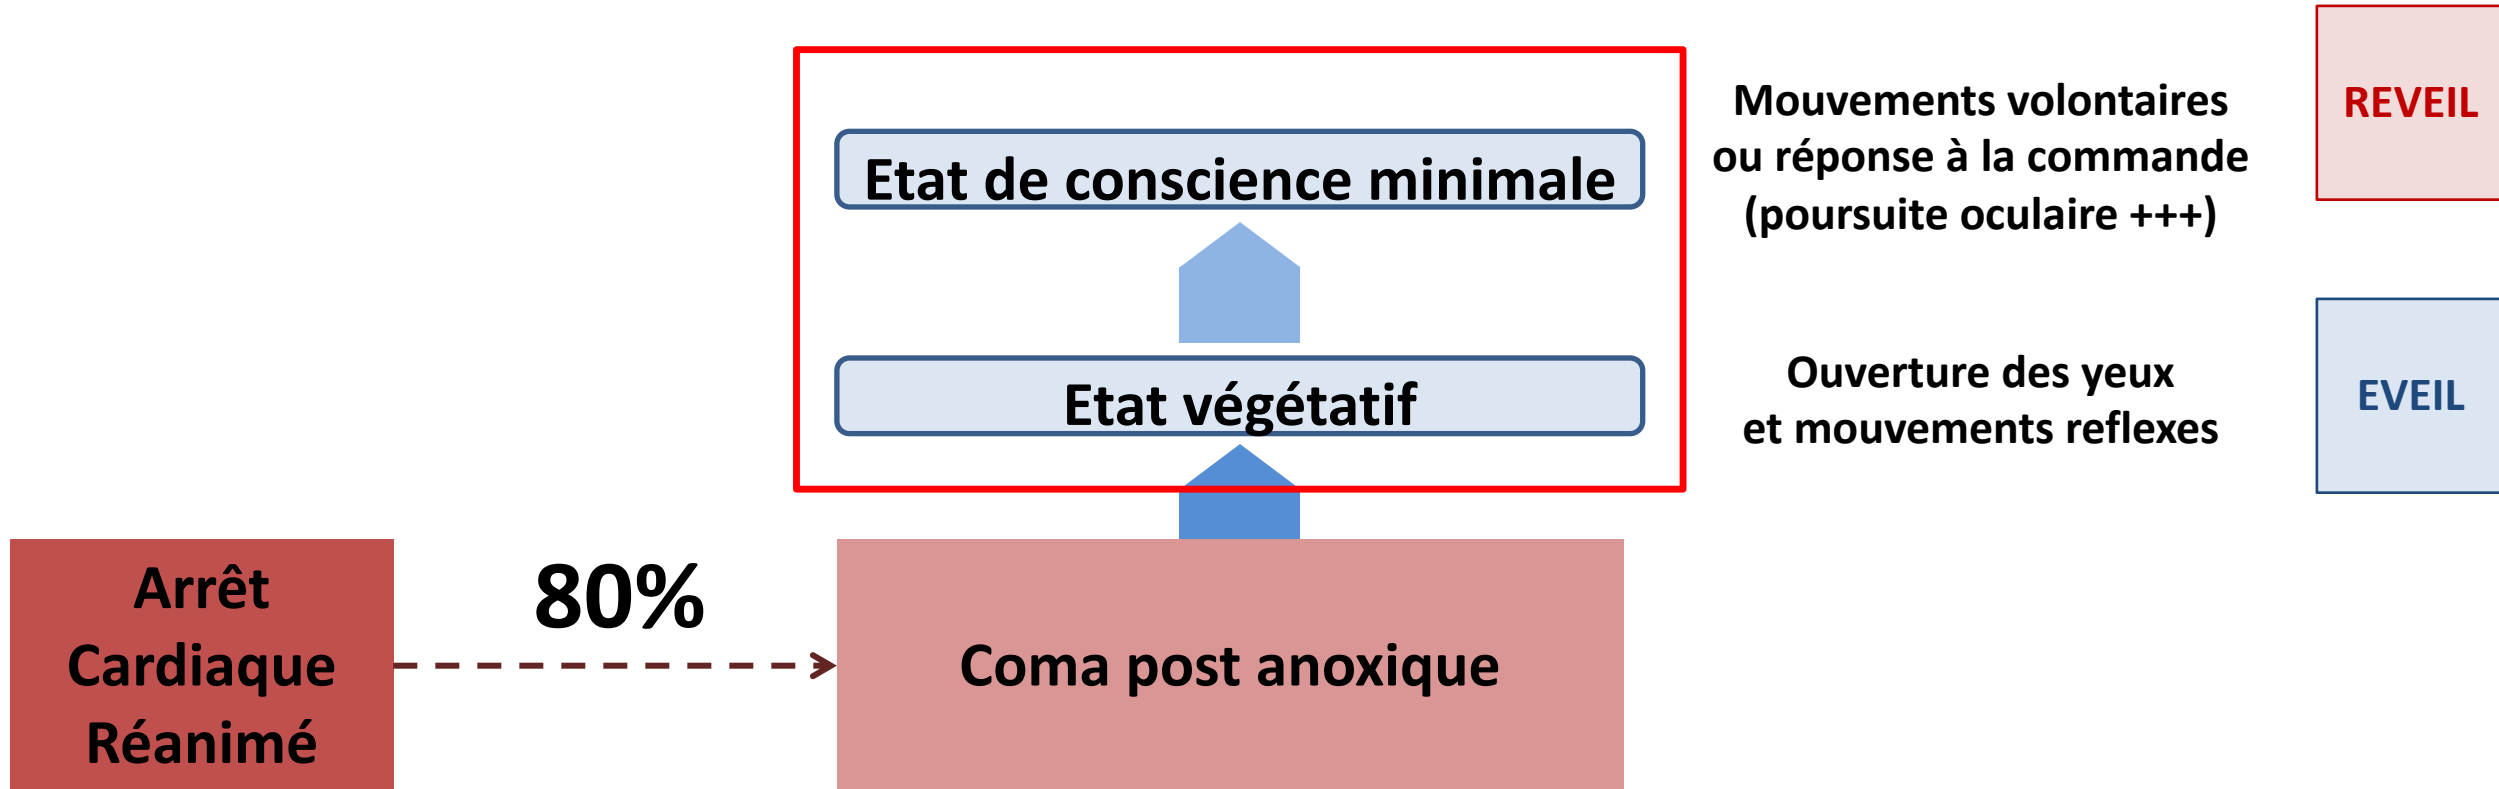 Etat de conscience minimale
Mouvements volontaires
ou réponse à la commande
(poursuite oculaire +++)
REVEIL
Etat végétatif
Ouverture des yeux
et mouvements reflexes
EVEIL
Arrêt
Cardiaque
Réanimé
80%
Coma post anoxique